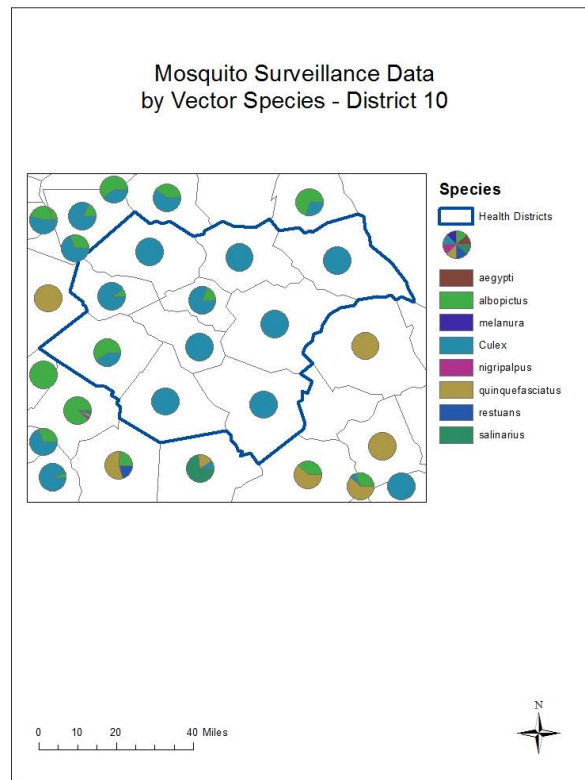 Mosquito Surveillance Data
by Vector Species - District 10
Species
Health Districts
aegypti
albopictus
melanura
Culex
nigripalpus
quinquefasciatus
restuans
salinarius
0 10 20 40 Miles
N